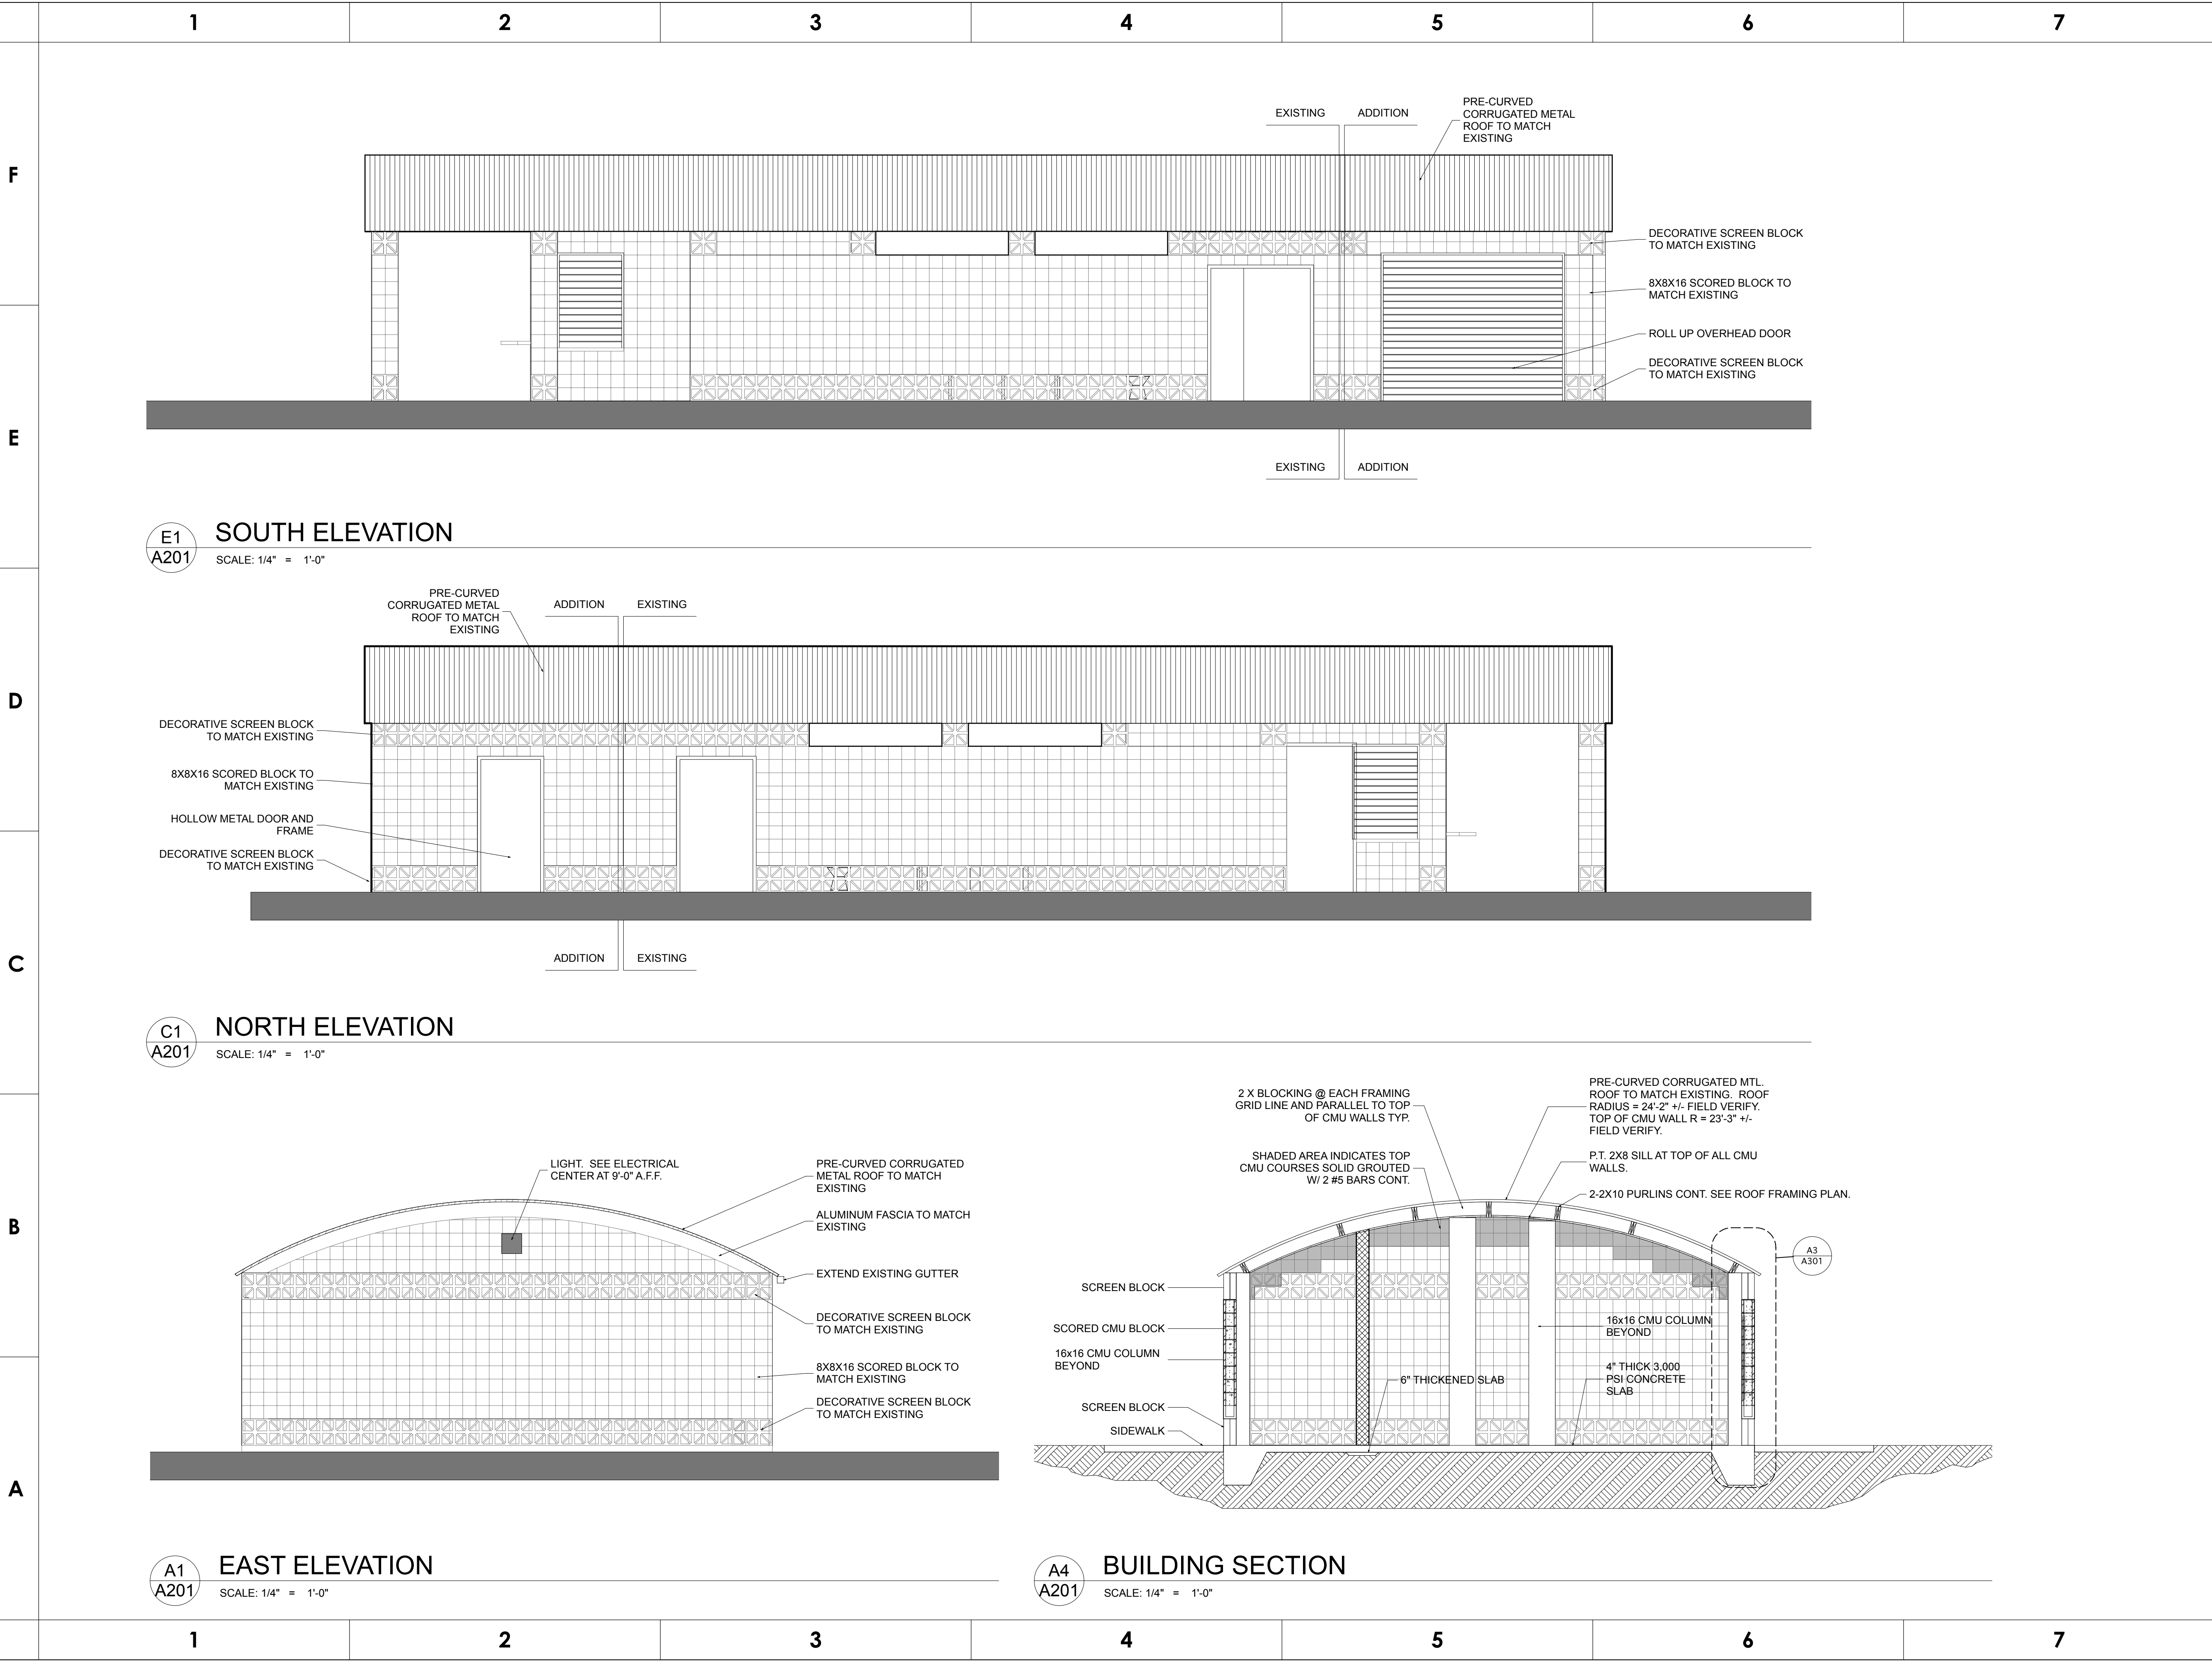 1 2 3 4 5 6 7
F
E
D
C
B
A
EXISTING
ADDITION
PRE-CURVED
CORRUGATED METAL
ROOF TO MATCH
EXISTING
DECORATIVE SCREEN BLOCK
TO MATCH EXISTING
8X8X16 SCORED BLOCK TO
MATCH EXISTING
ROLL UP OVERHEAD DOOR
DECORATIVE SCREEN BLOCK
TO MATCH EXISTING
EXISTING
ADDITION
E1
A201
SOUTH ELEVATION
SCALE: 1/4" = 1'-0"
PRE-CURVED
CORRUGATED METAL
ROOF TO MATCH
EXISTING
ADDITION
EXISTING
DECORATIVE SCREEN BLOCK
TO MATCH EXISTING
8X8X16 SCORED BLOCK TO
MATCH EXISTING
HOLLOW METAL DOOR AND
FRAME
DECORATIVE SCREEN BLOCK
TO MATCH EXISTING
ADDITION
EXISTING
C1
A201
NORTH ELEVATION
SCALE: 1/4" = 1'-0"
LIGHT. SEE ELECTRICAL
CENTER AT 9'-0" A.F.F.
PRE-CURVED CORRUGATED
METAL ROOF TO MATCH
EXISTING
ALUMINUM FASCIA TO MATCH
EXISTING
EXTEND EXISTING GUTTER
DECORATIVE SCREEN BLOCK
TO MATCH EXISTING
8X8X16 SCORED BLOCK TO
MATCH EXISTING
DECORATIVE SCREEN BLOCK
TO MATCH EXISTING
A1
A201
EAST ELEVATION
SCALE: 1/4" = 1'-0"
2 X BLOCKING @ EACH FRAMING
GRID LINE AND PARALLEL TO TOP
OF CMU WALLS TYP.
SHADED AREA INDICATES TOP
CMU COURSES SOLID GROUTED
W/ 2 #5 BARS CONT.
PRE-CURVED CORRUGATED MTL.
ROOF TO MATCH EXISTING. ROOF
RADIUS = 24'-2" +/- FIELD VERIFY.
TOP OF CMU WALL R = 23'-3" +/-
FIELD VERIFY.
P.T. 2X8 SILL AT TOP OF ALL CMU
WALLS.
2-2X10 PURLINS CONT. SEE ROOF FRAMING PLAN.
A3
A301
SCREEN BLOCK
SCORED CMU BLOCK
16x16 CMU COLUMN
BEYOND
SCREEN BLOCK
SIDEWALK
6" THICKENED SLAB
16x16 CMU COLUMN
BEYOND
4" THICK 3,000
PSI CONCRETE
SLAB
A4
A201
BUILDING SECTION
SCALE: 1/4" = 1'-0"
1 2 3 4 5 6 7